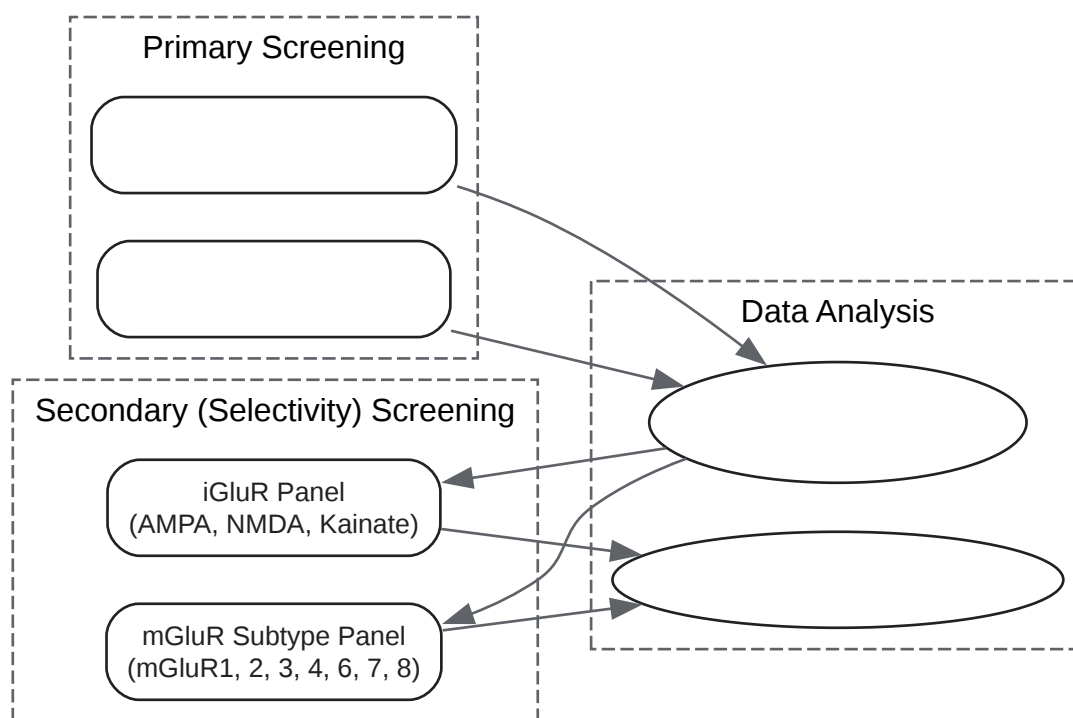 Primary Screening
Data Analysis
Secondary (Selectivity) Screening
iGluR Panel
(AMPA, NMDA, Kainate)
mGluR Subtype Panel
(mGluR1, 2, 3, 4, 6, 7, 8)